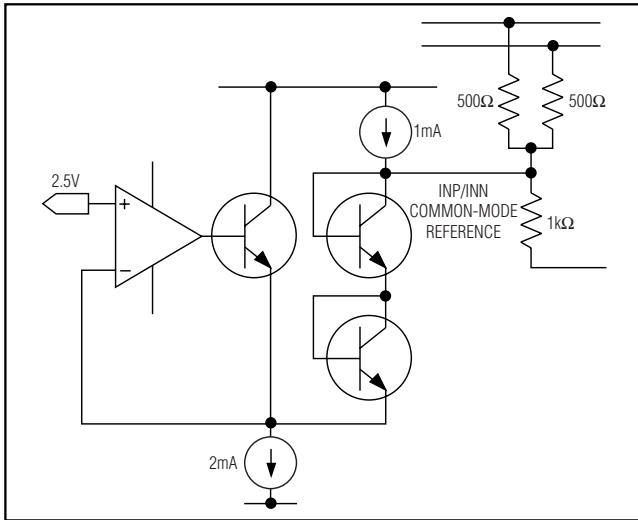 500Ω
500Ω
1mA
2.5V
+
−
INP/INN
COMMON-MODE
REFERENCE
1kΩ
2mA